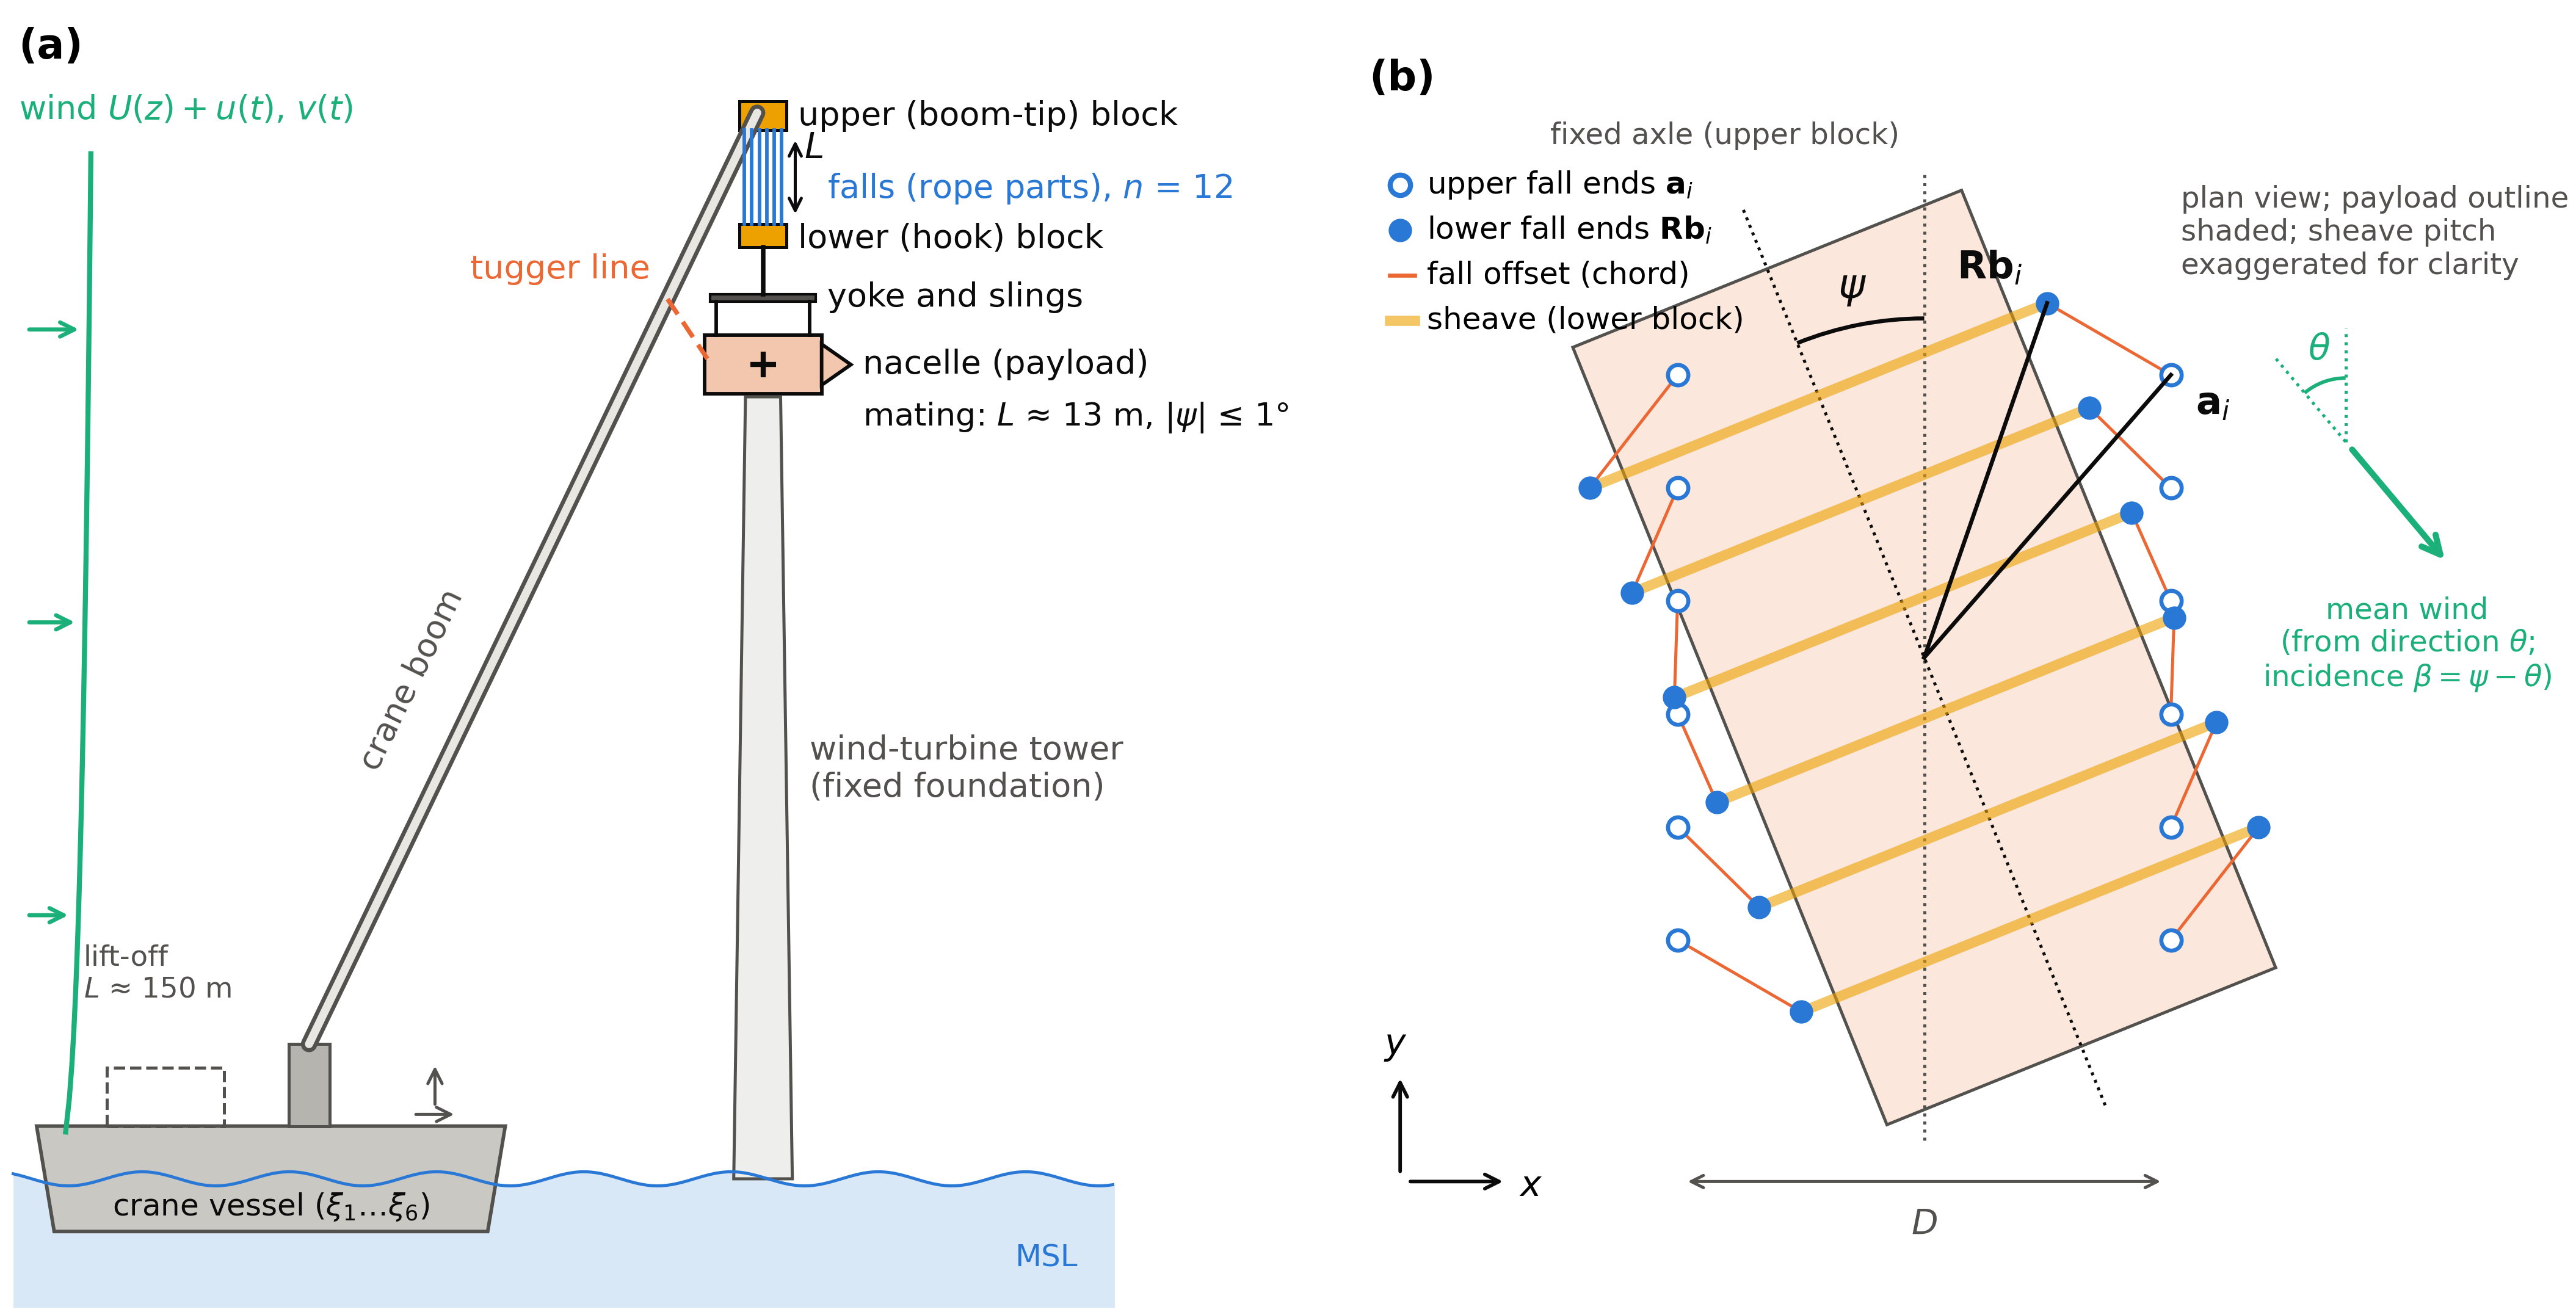 (a)
wind U(z) + u(t), v(t)
upper (boom-tip) block
L
falls (rope parts), n = 12
lower (hook) block
tugger line
yoke and slings
nacelle (payload)
mating: L ≈ 13 m, |ψ| ≤ 1°
crane boom
wind-turbine tower
(fixed foundation)
lift-off
L ≈ 150 m
crane vessel (ξ₁…ξ₆)
MSL
(b)
fixed axle (upper block)
upper fall ends aᵢ
lower fall ends Rbᵢ
fall offset (chord)
sheave (lower block)
ψ
Rbᵢ
aᵢ
plan view; payload outline
shaded; sheave pitch
exaggerated for clarity
θ
mean wind
(from direction θ;
incidence β = ψ − θ)
y
x
D